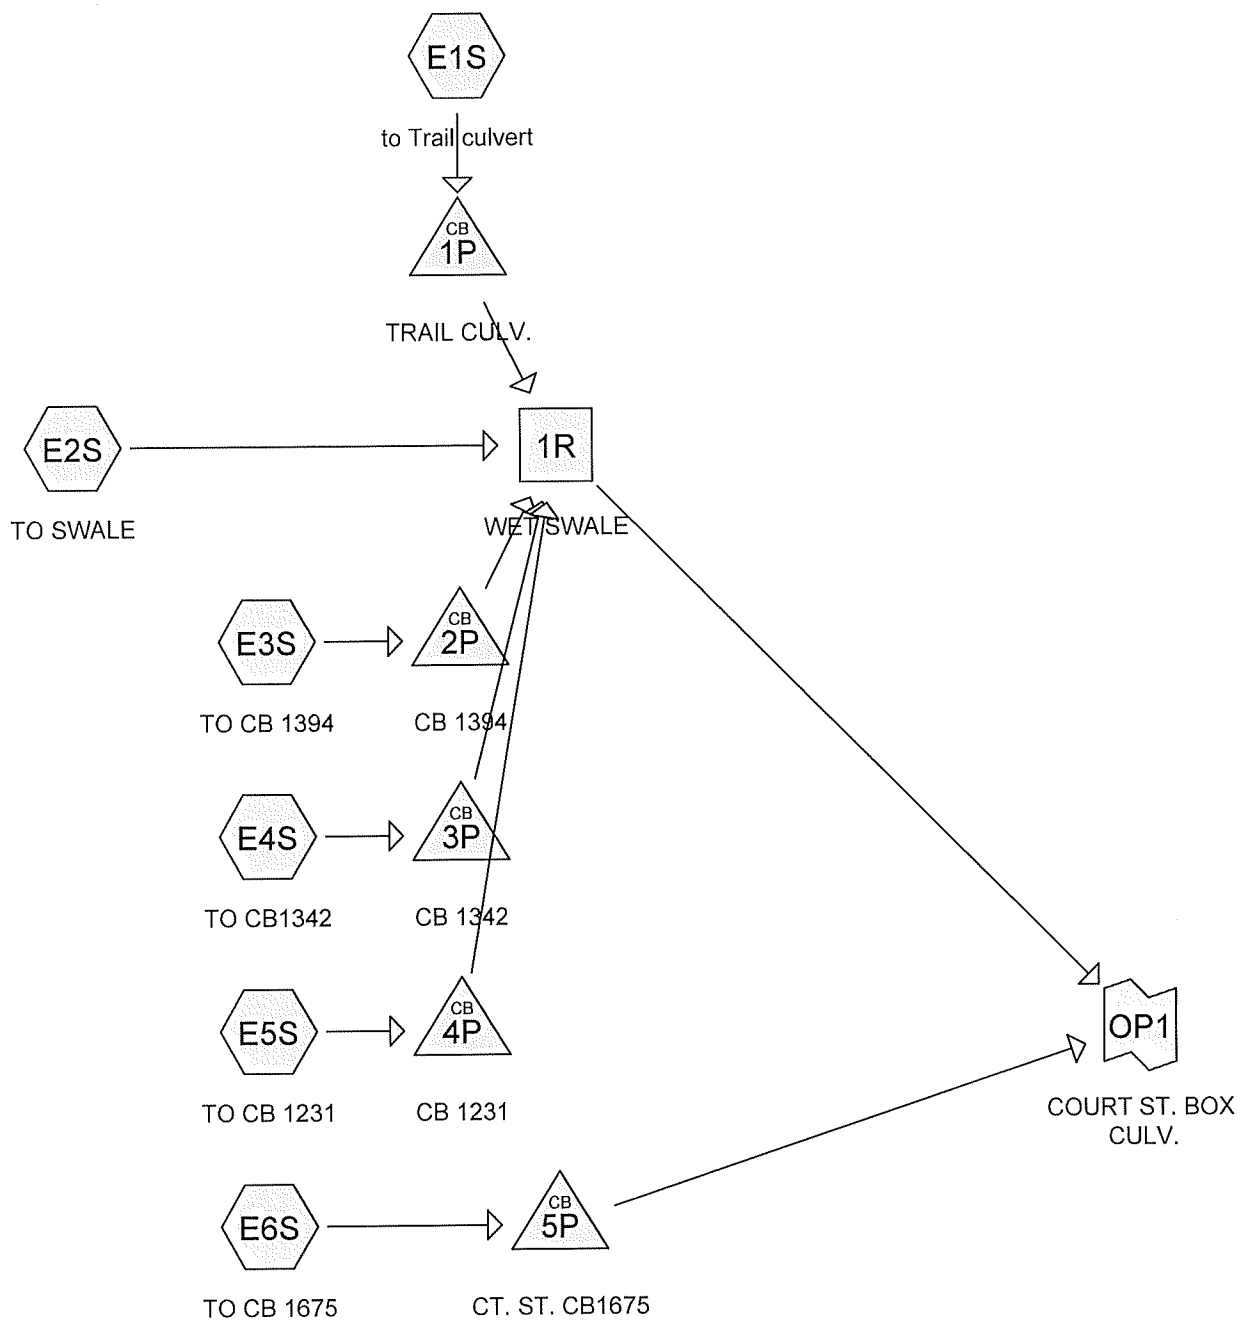 E1S
to Trail culvert
CB
1P
TRAIL CULV.
E2S
1R
TO SWALE
WET SWALE
E3S
CB
2P
TO CB 1394
CB 1394
E4S
CB
3P
TO CB1342
CB 1342
E5S
CB
4P
OP1
TO CB 1231
CB 1231
COURT ST. BOX
CULV.
E6S
CB
5P
TO CB 1675
CT. ST. CB1675